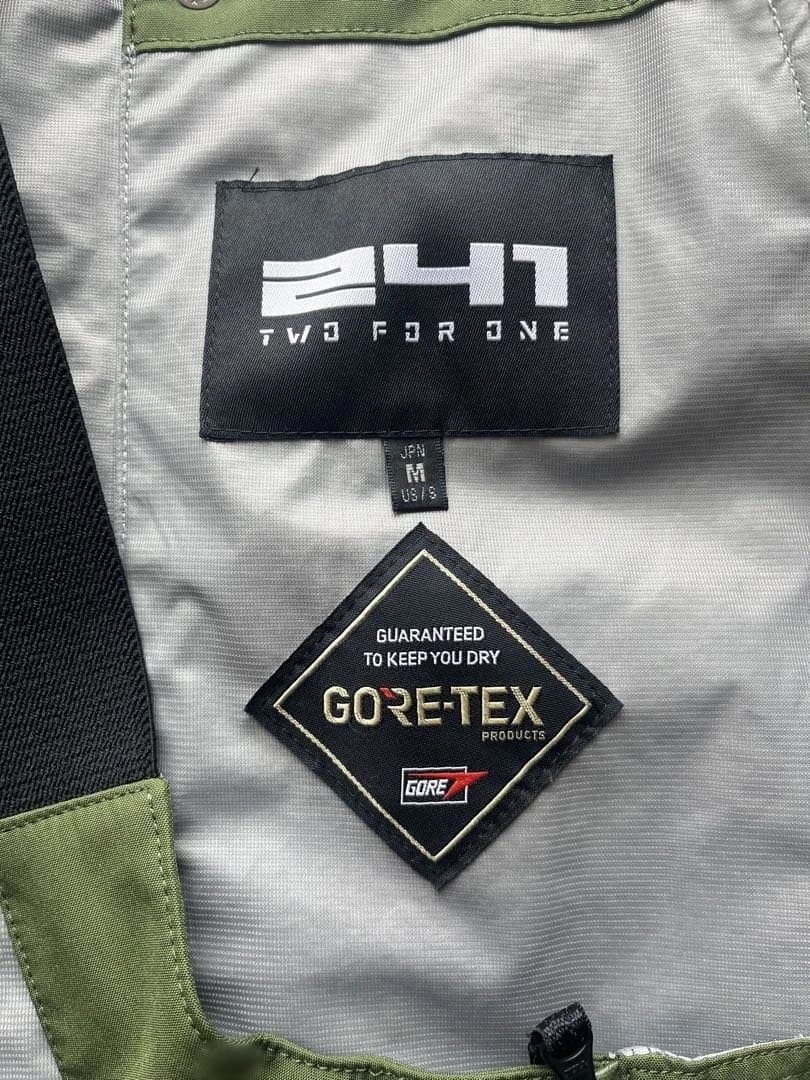 241
TWO FOR ONE
JPN
M
US/S
GUARANTEED
TO KEEP YOU DRY
GORE-TEX
PRODUCTS
GORE